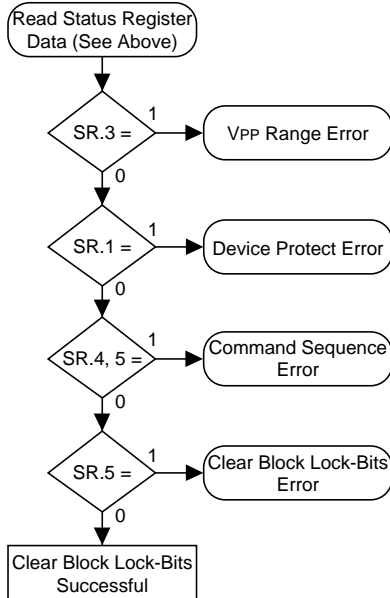 Read Status Register
Data (See Above)
SR.3 =
1
VPP Range Error
0
SR.1 =
1
Device Protect Error
0
SR.4, 5 =
1
Command Sequence
Error
0
SR.5 =
1
Clear Block Lock-Bits
Error
0
Clear Block Lock-Bits
Successful